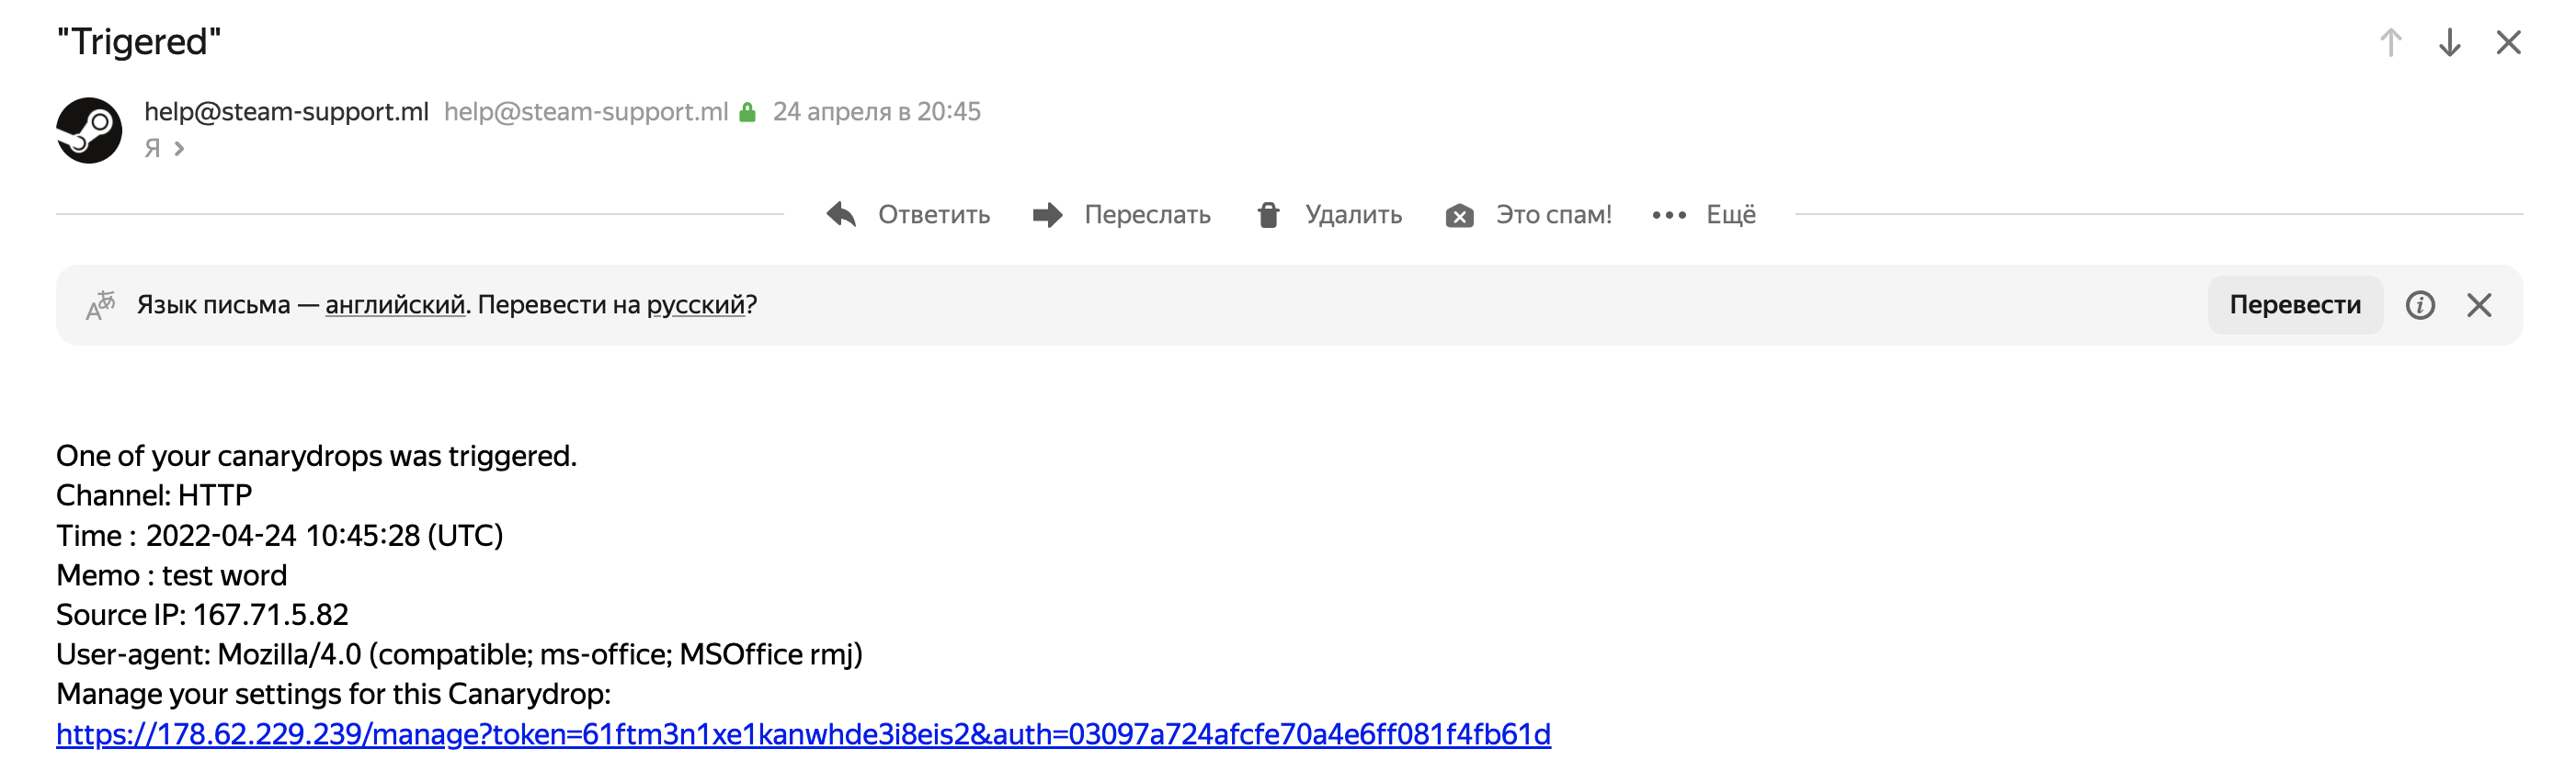 "Trigered"
help@steam-support.ml help@steam-support.ml 24 апреля в 20:45
Я
Ответить Переслать Удалить Это спам! Ещё
Язык письма — английский. Перевести на русский? Перевести
One of your canarydrops was triggered.
Channel: HTTP
Time : 2022-04-24 10:45:28 (UTC)
Memo : test word
Source IP: 167.71.5.82
User-agent: Mozilla/4.0 (compatible; ms-office; MSOffice rmj)
Manage your settings for this Canarydrop:
https://178.62.229.239/manage?token=61ftm3n1xe1kanwhde3i8eis2&auth=03097a724afcfe70a4e6ff081f4fb61d